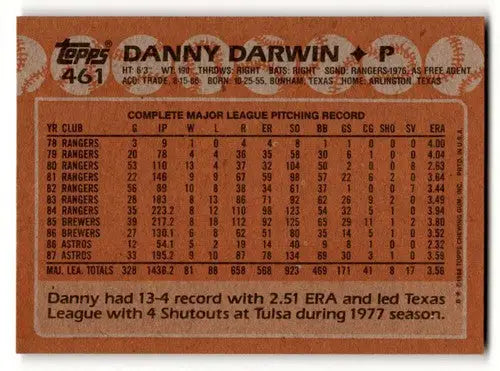 Topps
461
DANNY DARWIN ✦ P
HT: 6'3" WT: 190 THROWS: RIGHT BATS: RIGHT SGND: RANGERS-1976, AS FREE AGENT
ACQ: TRADE, 8-15-86 BORN: 10-25-55, BONHAM, TEXAS HOME: ARLINGTON, TEXAS
COMPLETE MAJOR LEAGUE PITCHING RECORD
YR CLUB G IP W L R ER SO BB GS CG SHO SV ERA
78 RANGERS 3 9 1 0 4 4 8 1 1 0 0 0 4.00
79 RANGERS 20 78 4 4 36 35 58 30 6 1 0 0 4.04
80 RANGERS 53 110 13 4 37 32 104 50 2 0 0 8 2.63
81 RANGERS 22 146 9 9 67 59 98 57 22 6 2 0 3.64
82 RANGERS 56 89 10 8 38 34 61 37 1 0 0 7 3.44
83 RANGERS 28 183 8 13 86 71 92 62 26 9 2 0 3.49
84 RANGERS 35 223.2 8 12 110 98 123 54 32 5 1 0 3.94
85 BREWERS 39 217.2 8 18 112 92 125 65 29 11 1 2 3.80
86 BREWERS 27 130.1 6 8 62 51 80 35 14 5 1 0
86 ASTROS 12 54.1 5 2 19 14 40 9 8 1 0 0
87 ASTROS 33 195.2 9 10 87 78 134 69 30 3 1 0
MAJ. LEA. TOTALS 328 1436.2 81 88 658 568 923 469 171 41 8 17 3.56
Danny had 13-4 record with 2.51 ERA and led Texas
League with 4 Shutouts at Tulsa during 1977 season.
©1988 TOPPS CHEWING GUM, INC. PRTD. IN U.S.A.